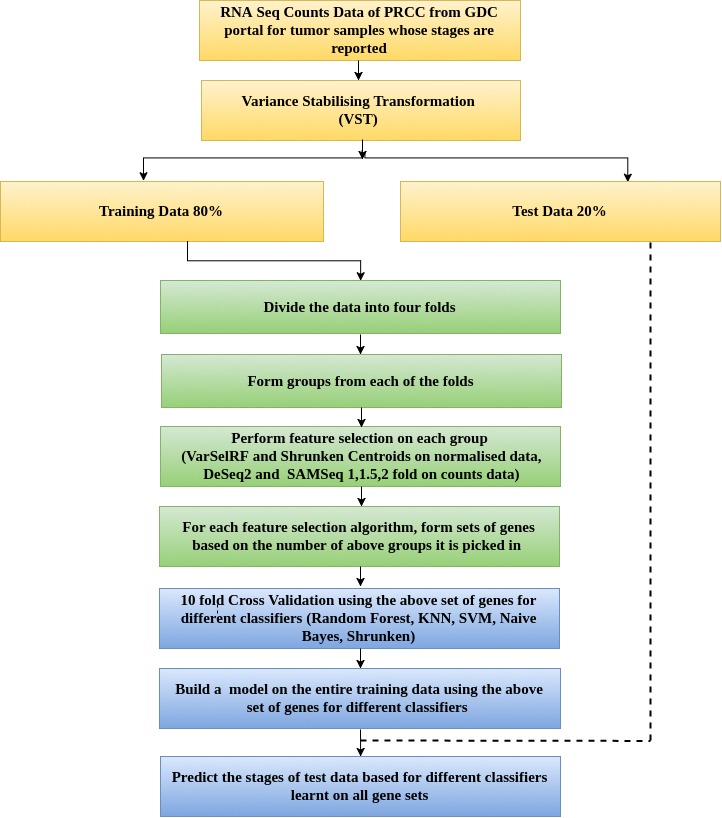 RNA Seq Counts Data of PRCC from GDC
portal for tumor samples whose stages are
reported
Variance Stabilising Transformation
(VST)
Training Data 80%
Test Data 20%
Divide the data into four folds
Form groups from each of the folds
Perform feature selection on each group
(VarSelRF and Shrunken Centroids on normalised data,
DeSeq2 and  SAMSeq 1,1.5,2 fold on counts data)
For each feature selection algorithm, form sets of genes
based on the number of above groups it is picked in
10 fold Cross Validation using the above set of genes for
different classifiers (Random Forest, KNN, SVM, Naive
Bayes, Shrunken)
Build a  model on the entire training data using the above
set of genes for different classifiers
Predict the stages of test data based for different classifiers
learnt on all gene sets